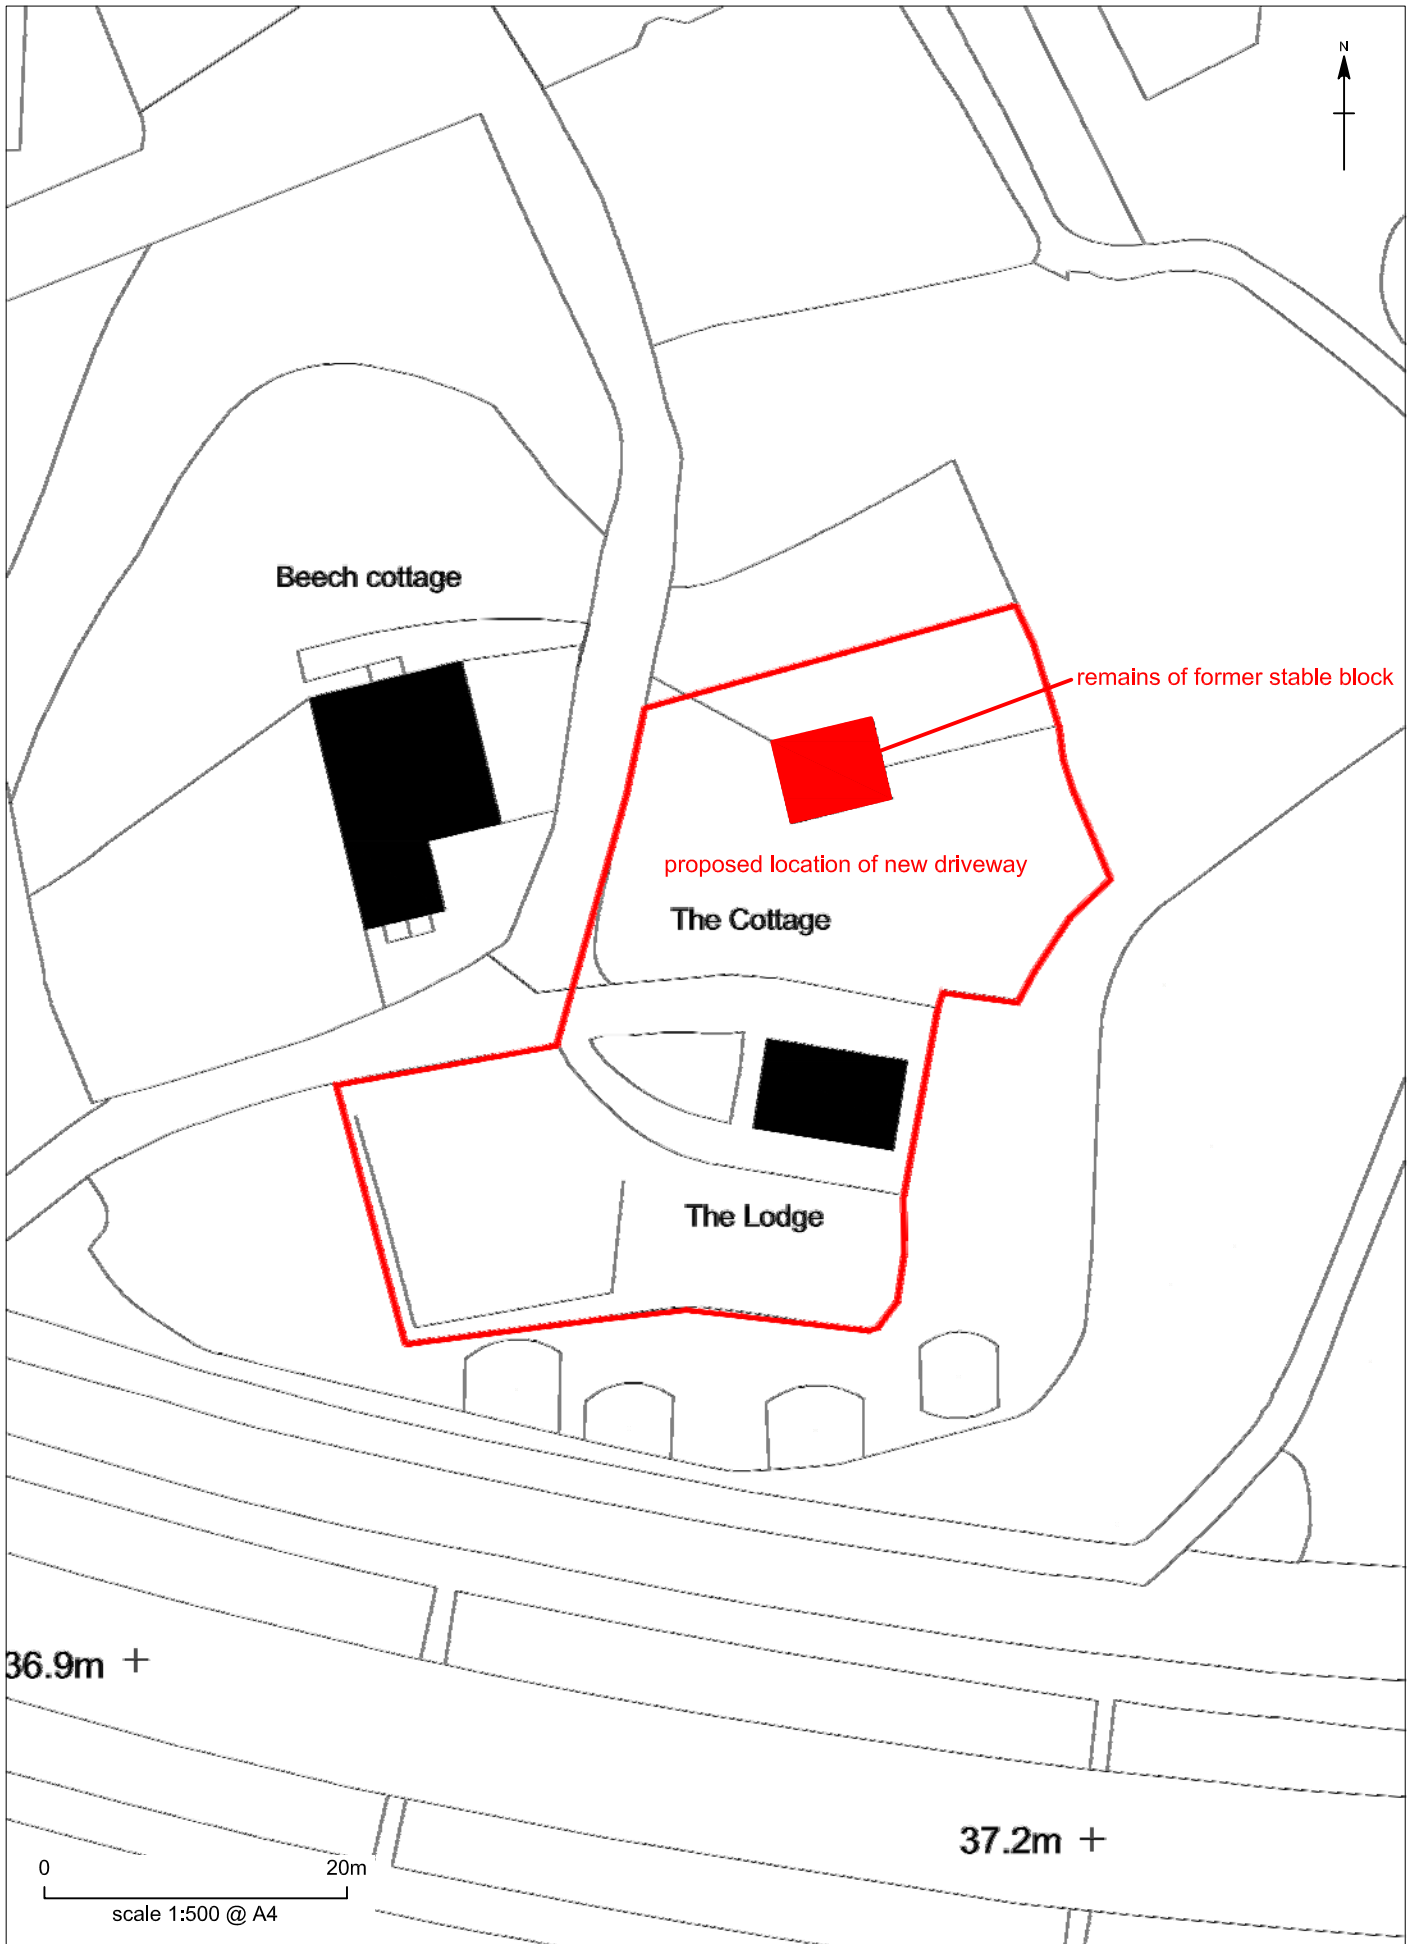 N
Beech cottage
remains of former stable block
proposed location of new driveway
The Cottage
The Lodge
36.9m
37.2m
0 20m
scale 1:500 @ A4